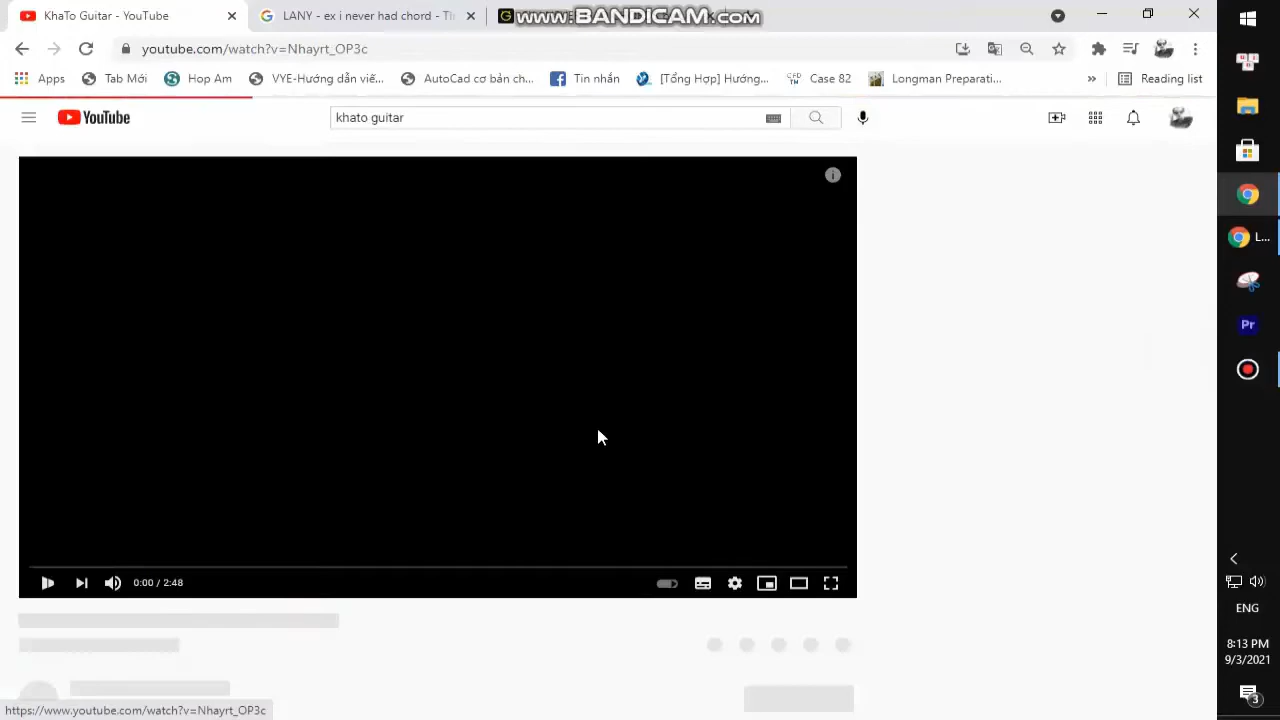 KhaTo Guitar - YouTube
LANY - ex i never had chord - Th
www.BANDICAM.com
youtube.com/watch?v=Nhayrt_OP3c
Apps
Tab Mới
Hop Am
VYE-Hướng dẫn viế...
AutoCad cơ bản ch...
Tin nhắn
[Tổng Hợp] Hướng...
Case 82
Longman Preparati...
»
Reading list
YouTube
khato guitar
0:00 / 2:48
https://www.youtube.com/watch?v=Nhayrt_OP3c
L...
Pr
ENG
8:13 PM
9/3/2021
3